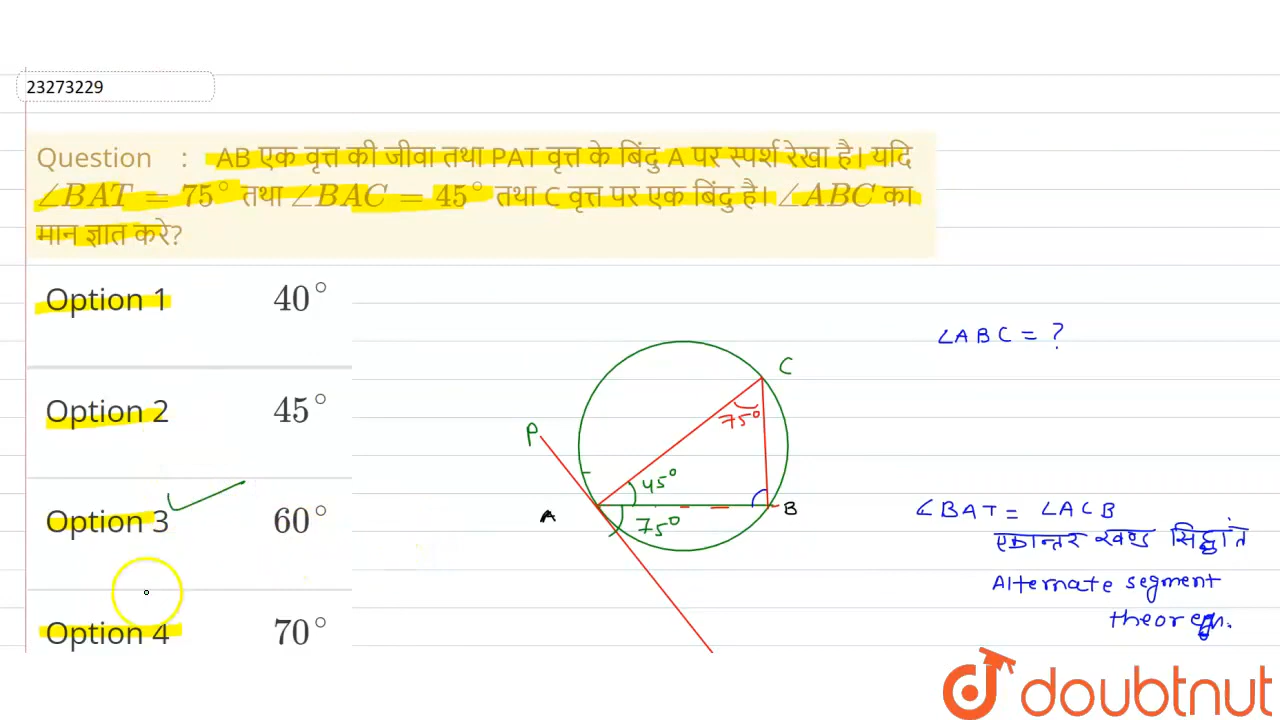 23273229
Question : AB एक वृत्त की जीवा तथा PAT वृत्त के बिंदु A पर स्पर्श रेखा है। यदि
∠BAT = 75° तथा ∠BAC = 45° तथा C वृत्त पर एक बिंदु है। ∠ABC का
मान ज्ञात करे?
Option 1 40°
Option 2 45°
Option 3 60°
Option 4 70°
∠ABC = ?
C
75°
P
45°
A
B
75°
∠BAT = ∠ACB
एकान्तर खण्ड सिद्धांत
Alternate segment
theorem.
doubtnut